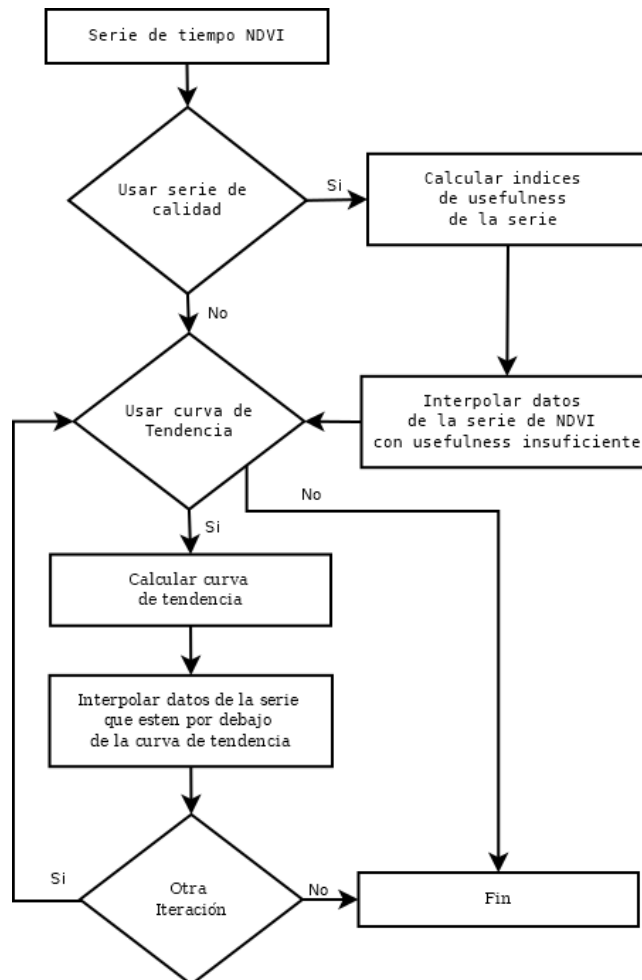 Serie de tiempo NDVI
Usar serie de
calidad
Si
Calcular indices
de usefulness
de la serie
No
Interpolar datos
de la serie de NDVI
con usefulness insuficiente
Usar curva de
Tendencia
No
Si
Calcular curva
de tendencia
Interpolar datos de la serie
que esten por debajo
de la curva de tendencia
Si
Otra
Iteración
No
Fin